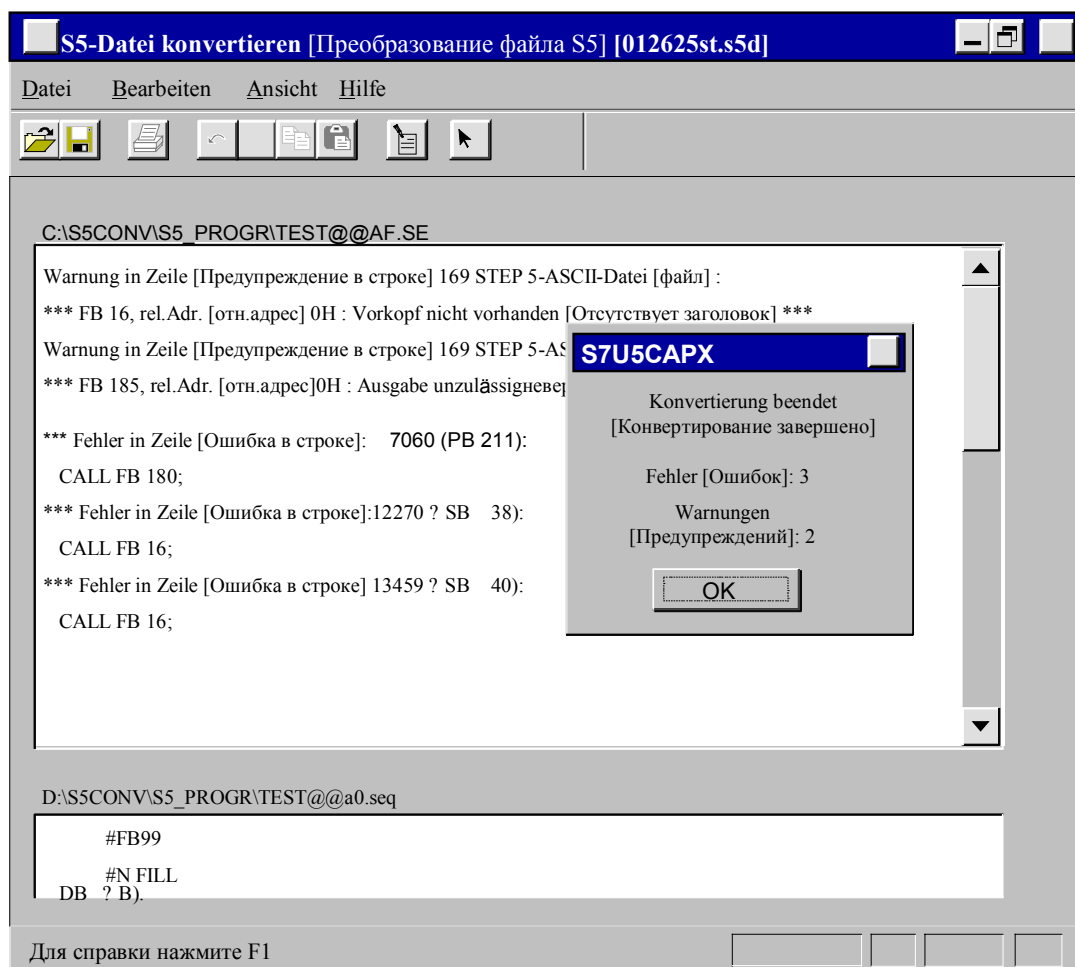 S5-Datei konvertieren [Преобразование файла S5] [012625st.s5d]
Datei Bearbeiten Ansicht Hilfe
C:\S5CONV\S5_PROGR\TEST@@AF.SE
Warnung in Zeile [Предупреждение в строке] 169 STEP 5-ASCII-Datei [файл] :
*** FB 16, rel.Adr. [отн.адрес] 0H : Vorkopf nicht vorhanden [Отсутствует заголовок] ***
Warnung in Zeile [Предупреждение в строке] 169 STEP 5-AS
*** FB 185, rel.Adr. [отн.адрес]0H : Ausgabe unzulässigневер
*** Fehler in Zeile [Ошибка в строке]: 7060 (PB 211):
CALL FB 180;
*** Fehler in Zeile [Ошибка в строке]:12270 ? SB 38):
CALL FB 16;
*** Fehler in Zeile [Ошибка в строке] 13459 ? SB 40):
CALL FB 16;
S7U5CAPX
Konvertierung beendet
[Конвертирование завершено]
Fehler [Ошибок]: 3
Warnungen
[Предупреждений]: 2
OK
D:\S5CONV\S5_PROGR\TEST@@a0.seq
#FB99
#N FILL
DB ? B).
Для справки нажмите F1